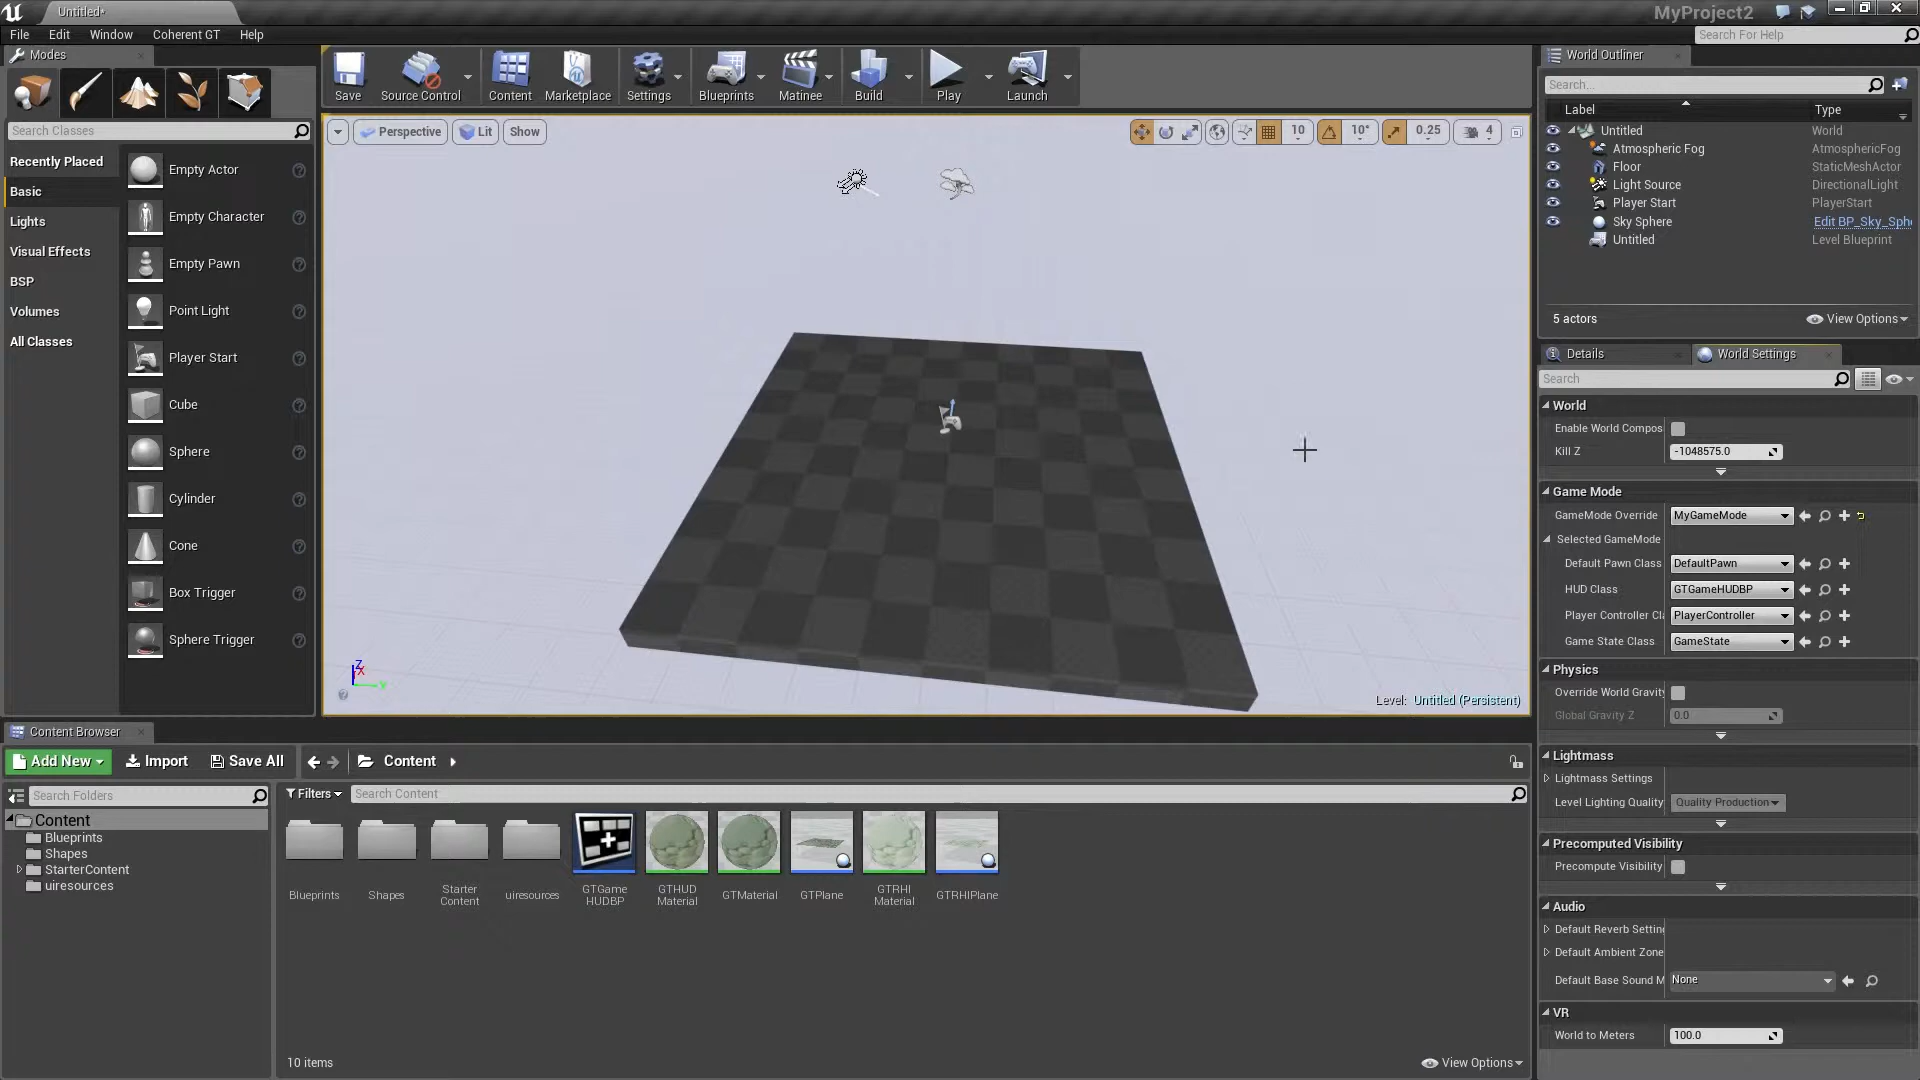 Untitled*
MyProject2
File Edit Window Coherent GT Help
Search For Help
Modes
Save Source Control Content Marketplace Settings Blueprints Matinee Build Play Launch
Search Classes
Recently Placed
Basic
Lights
Visual Effects
BSP
Volumes
All Classes
Empty Actor
Empty Character
Empty Pawn
Point Light
Player Start
Cube
Sphere
Cylinder
Cone
Box Trigger
Sphere Trigger
Perspective Lit Show
10 10° 0.25 4
Z X Y
Level: Untitled (Persistent)
World Outliner
Search...
Label Type
Untitled World
Atmospheric Fog AtmosphericFog
Floor StaticMeshActor
Light Source DirectionalLight
Player Start PlayerStart
Sky Sphere Edit BP_Sky_Sph
Untitled Level Blueprint
5 actors View Options
Details World Settings
Search
World
Enable World Compos
Kill Z -1048575.0
Game Mode
GameMode Override MyGameMode
Selected GameMode
Default Pawn Class DefaultPawn
HUD Class GTGameHUDBP
Player Controller Cl PlayerController
Game State Class GameState
Physics
Override World Gravity
Global Gravity Z 0.0
Lightmass
Lightmass Settings
Level Lighting Quality Quality Production
Precomputed Visibility
Precompute Visibility
Audio
Default Reverb Settin
Default Ambient Zone
Default Base Sound M None
VR
World to Meters 100.0
Content Browser
Add New Import Save All Content
Search Folders
Content
Blueprints
Shapes
StarterContent
uiresources
Filters Search Content
Blueprints
Shapes
Starter
Content
uiresources
GTGame
HUDBP
GTHUD
Material
GTMaterial
GTPlane
GTRHI
Material
GTRHIPlane
10 items View Options